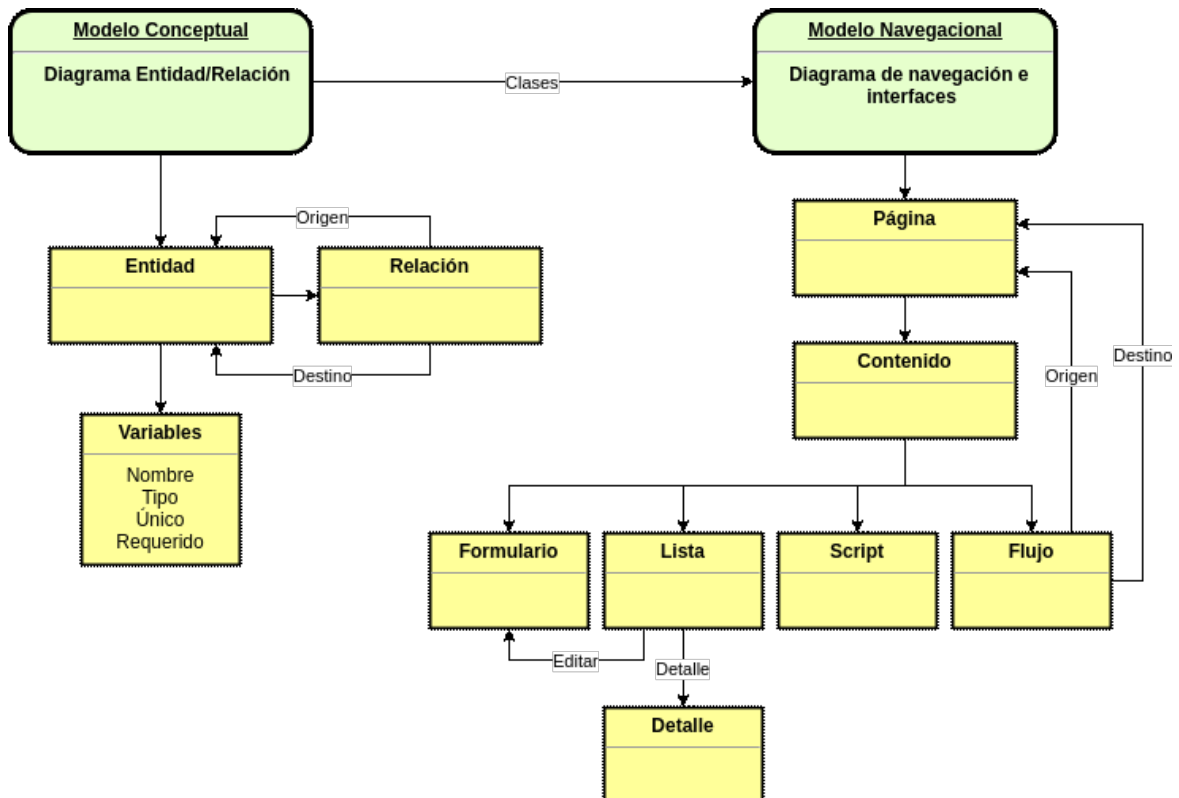 Modelo Conceptual
Diagrama Entidad/Relación
Clases
Modelo Navegacional
Diagrama de navegación e
interfaces
Origen
Entidad
Relación
Destino
Variables
Nombre
Tipo
Único
Requerido
Página
Contenido
Origen
Destino
Formulario
Lista
Script
Flujo
Editar
Detalle
Detalle